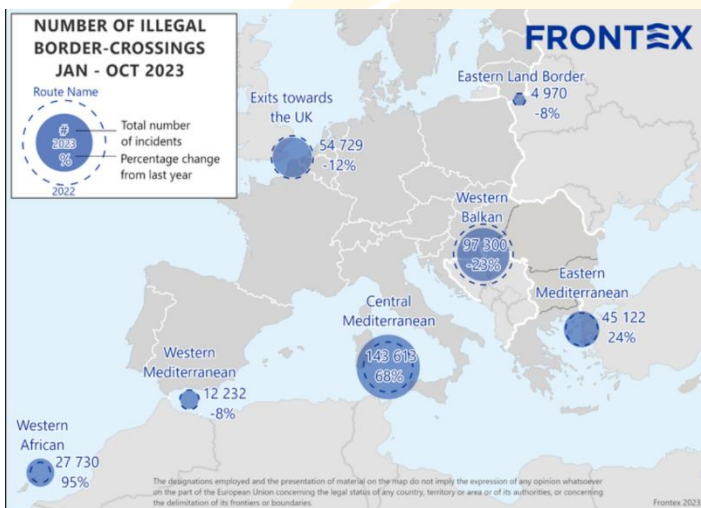 NUMBER OF ILLEGAL
BORDER-CROSSINGS
JAN - OCT 2023
Route Name
#
2023
%
2022
Total number
of incidents
Percentage change
from last year
FRONTEX
Eastern Land Border
4 970
-8%
Exits towards
the UK
54 729
-12%
Western
Balkan
97 300
-23%
Eastern
Mediterranean
45 122
24%
Central
Mediterranean
143 613
68%
Western
Mediterranean
12 232
-8%
Western
African
27 730
95%
The designations employed and the presentation of material on the map do not imply the expression of any opinion whatsoever
on the part of the European Union concerning the legal status of any country, territory or area or of its authorities, or concerning
the delimitation of its frontiers or boundaries.
Frontex 2023